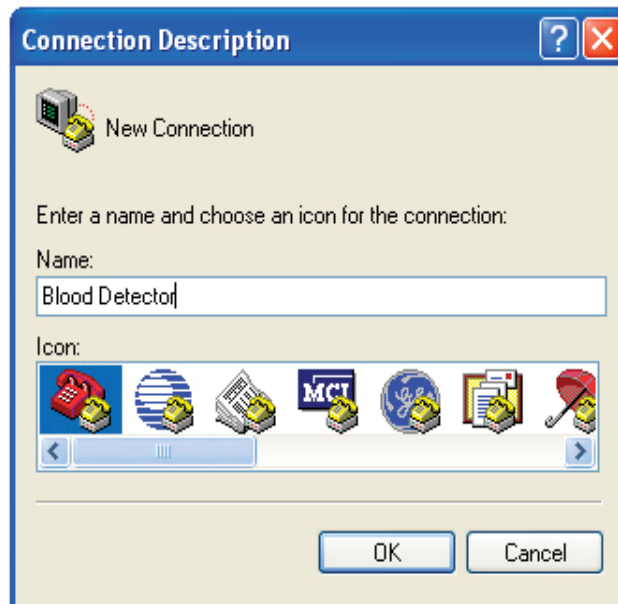 Connection Description
New Connection
Enter a name and choose an icon for the connection:
Name:
Blood Detector
Icon:
MCI
OK
Cancel